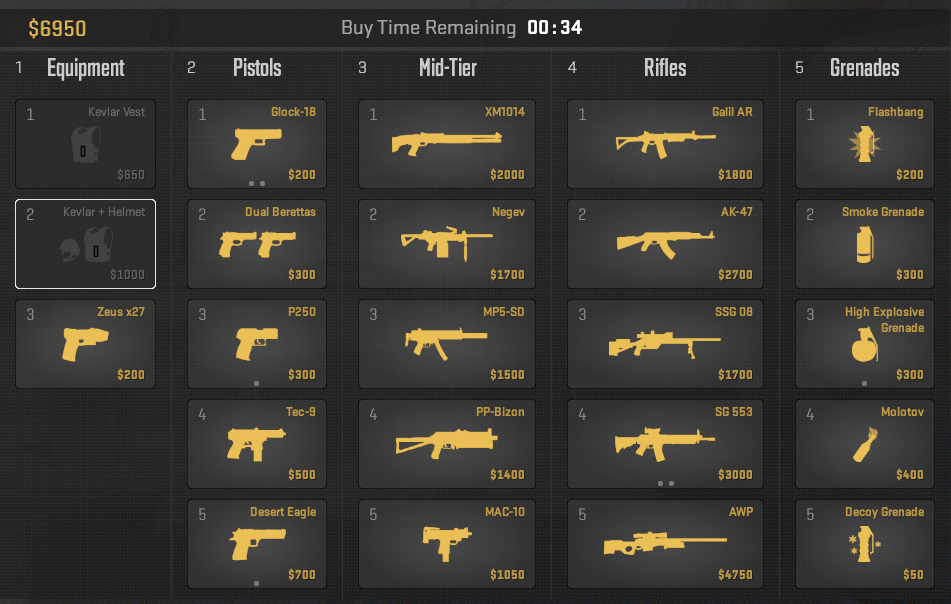 $6950
Buy Time Remaining 00:34
1 Equipment
1 Kevlar Vest
0
$650
2 Kevlar + Helmet
0
$1000
3 Zeus x27
$200
2 Pistols
1 Glock-18
$200
2 Dual Berettas
$300
3 P250
$300
4 Tec-9
$500
5 Desert Eagle
$700
3 Mid-Tier
1 XM1014
$2000
2 Negev
$1700
3 MP5-SD
$1500
4 PP-Bizon
$1400
5 MAC-10
$1050
4 Rifles
1 Galil AR
$1800
2 AK-47
$2700
3 SSG 08
$1700
4 SG 553
$3000
5 AWP
$4750
5 Grenades
1 Flashbang
$200
2 Smoke Grenade
$300
3 High Explosive
Grenade
$300
4 Molotov
$400
5 Decoy Grenade
$50